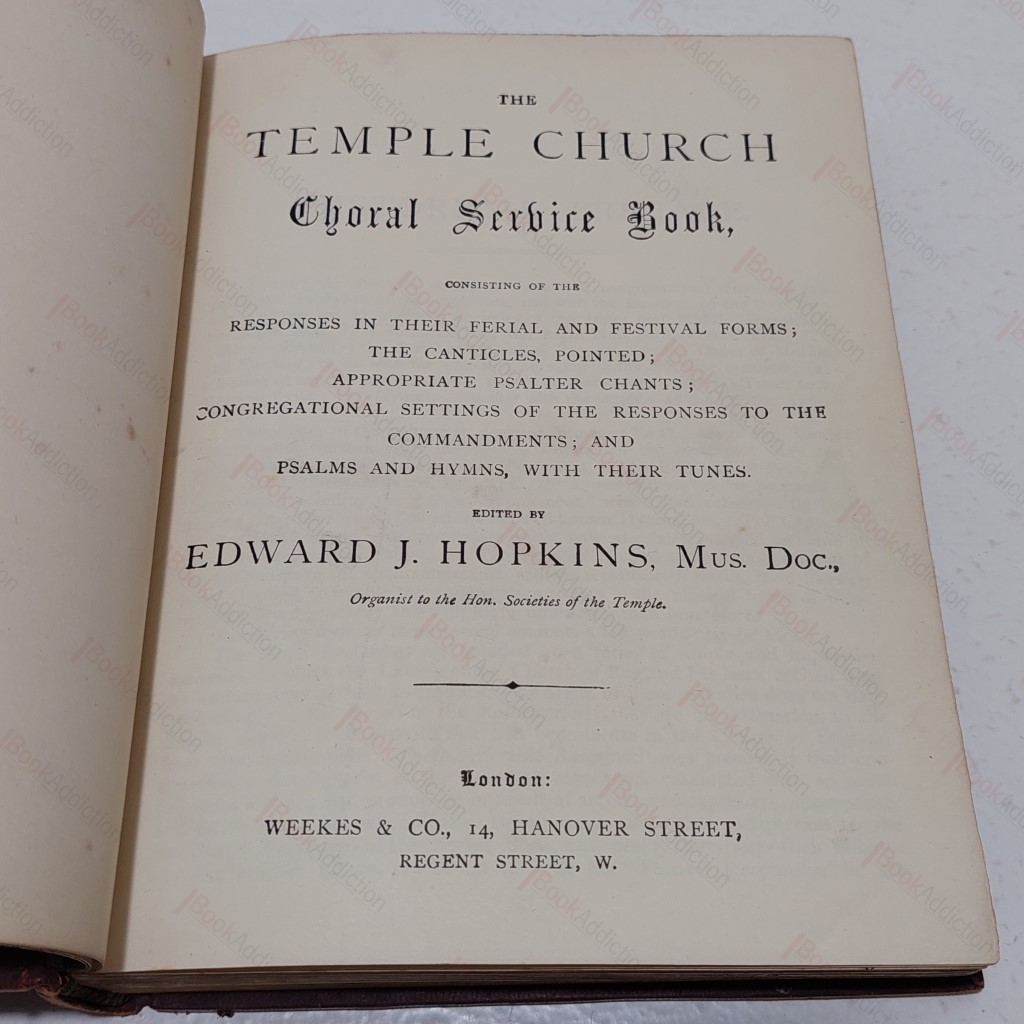 THE
TEMPLE CHURCH
Choral Service Book,
CONSISTING OF THE
RESPONSES IN THEIR FERIAL AND FESTIVAL FORMS;
THE CANTICLES, POINTED;
APPROPRIATE PSALTER CHANTS;
CONGREGATIONAL SETTINGS OF THE RESPONSES TO THE
COMMANDMENTS; AND
PSALMS AND HYMNS, WITH THEIR TUNES.
EDITED BY
EDWARD J. HOPKINS, MUS. DOC.,
Organist to the Hon. Societies of the Temple.
London:
WEEKES & CO., 14, HANOVER STREET,
REGENT STREET, W.
BookAddiction